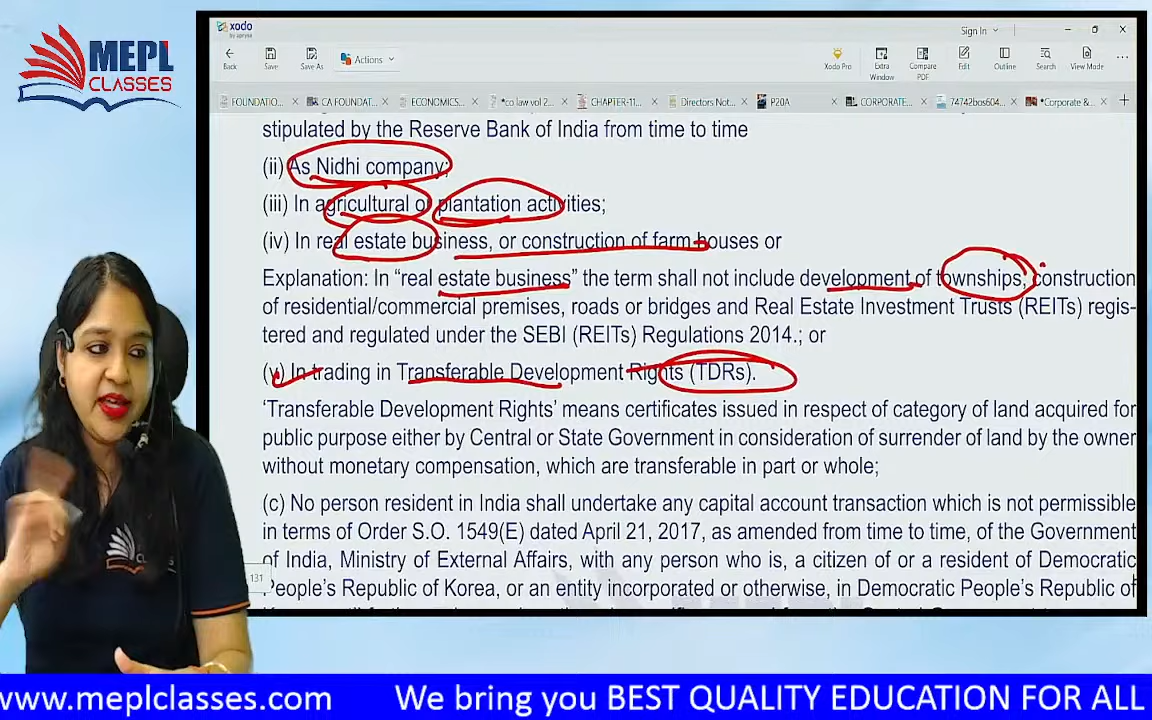 MEPL
CLASSES
xodo
by apryse
Sign In
Back
Save
Save As
Actions
Xodo Pro
Extra Window
Compare PDF
Edit
Outline
Search
View Mode
FOUNDATIO...
CA FOUNDAT...
ECONOMICS...
*co law vol 2...
CHAPTER-11...
Directors Not...
P20A
CORPORATE...
74742bos604...
*Corporate &...
stipulated by the Reserve Bank of India from time to time
(ii) As Nidhi company;
(iii) In agricultural or plantation activities;
(iv) In real estate business, or construction of farm houses or
Explanation: In “real estate business” the term shall not include development of townships, construction
of residential/commercial premises, roads or bridges and Real Estate Investment Trusts (REITs) regis-
tered and regulated under the SEBI (REITs) Regulations 2014.; or
(v) In trading in Transferable Development Rights (TDRs).
‘Transferable Development Rights’ means certificates issued in respect of category of land acquired for
public purpose either by Central or State Government in consideration of surrender of land by the owner
without monetary compensation, which are transferable in part or whole;
(c) No person resident in India shall undertake any capital account transaction which is not permissible
in terms of Order S.O. 1549(E) dated April 21, 2017, as amended from time to time, of the Government
of India, Ministry of External Affairs, with any person who is, a citizen of or a resident of Democratic
131
People’s Republic of Korea, or an entity incorporated or otherwise, in Democratic People’s Republic of
www.meplclasses.com
We bring you BEST QUALITY EDUCATION FOR ALL